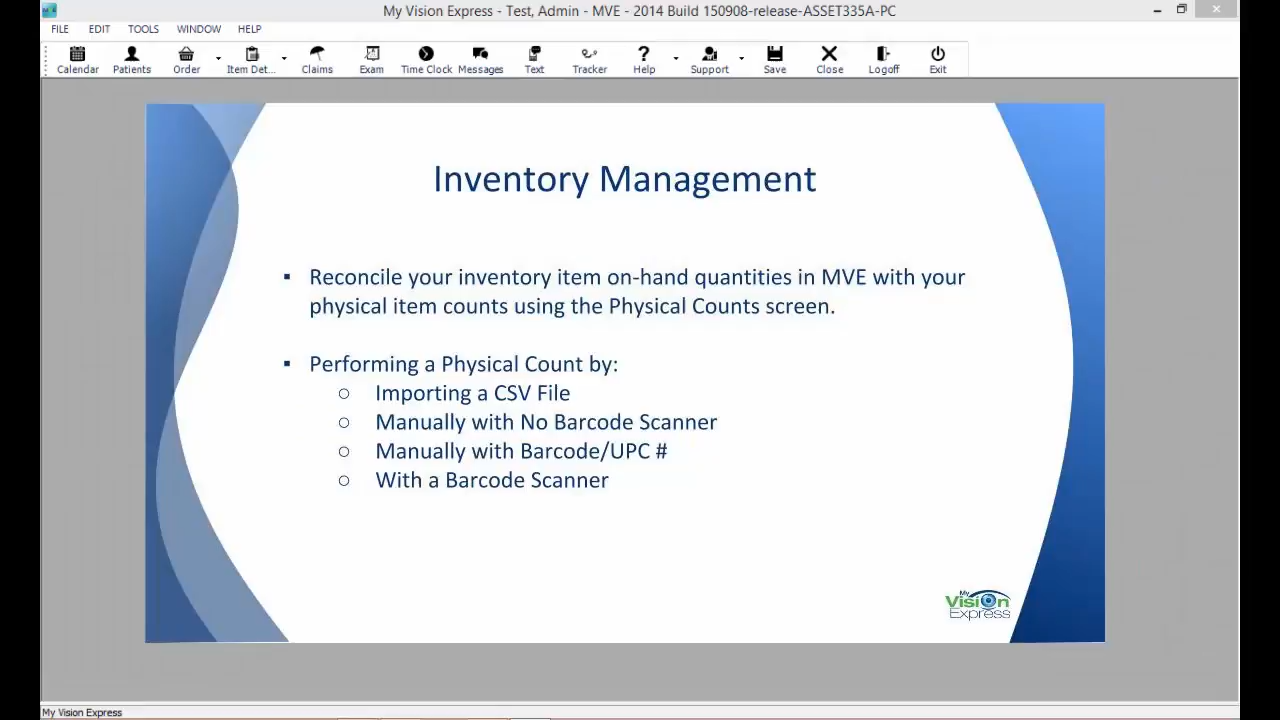 My Vision Express - Test, Admin - MVE - 2014 Build 150908-release-ASSET335A-PC
FILE EDIT TOOLS WINDOW HELP
Calendar Patients Order Item Det... Claims Exam Time Clock Messages Text Tracker Help Support Save Close Logoff Exit
Inventory Management
▪ Reconcile your inventory item on-hand quantities in MVE with your
physical item counts using the Physical Counts screen.
▪ Performing a Physical Count by:
○ Importing a CSV File
○ Manually with No Barcode Scanner
○ Manually with Barcode/UPC #
○ With a Barcode Scanner
My
Vision
Express
My Vision Express